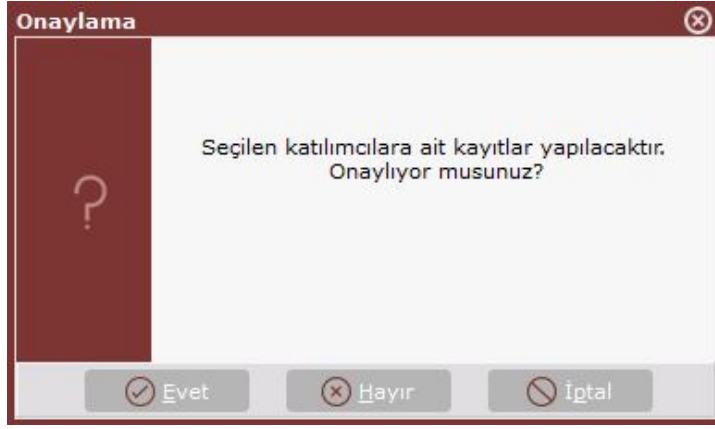 Onaylama
Seçilen katılımcılara ait kayıtlar yapılacaktır.
Onaylıyor musunuz?
?
Evet
Hayır
İptal